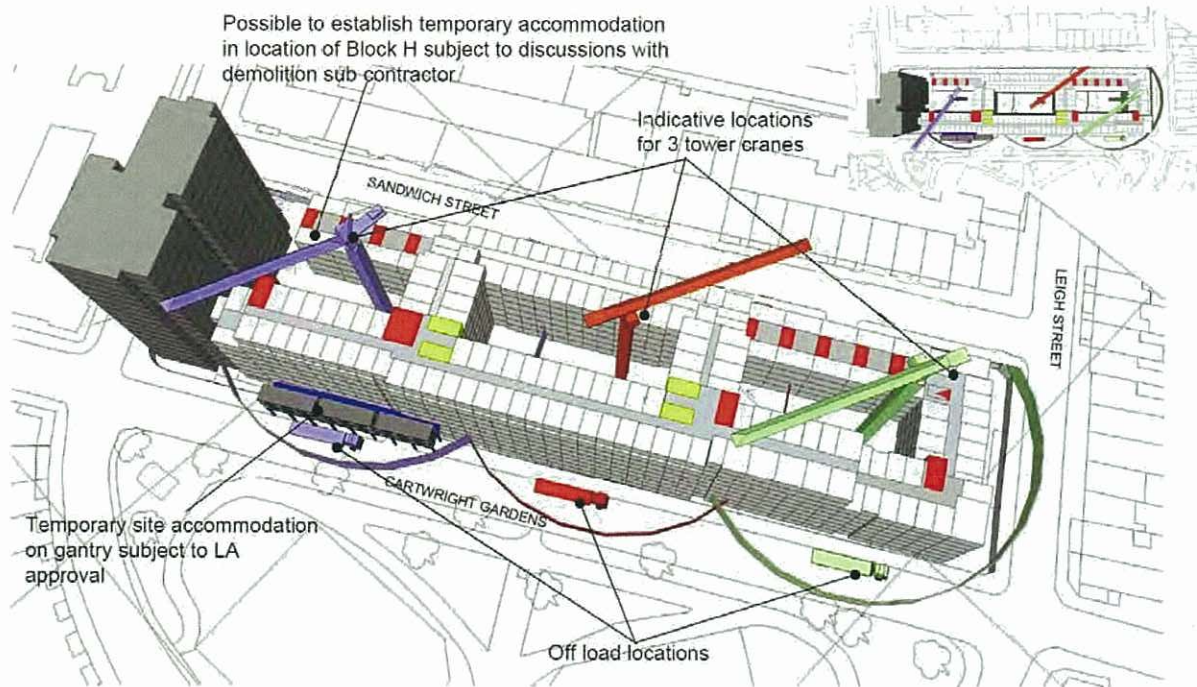 Possible to establish temporary accommodation
in location of Block H subject to discussions with
demolition sub contractor
Indicative locations
for 3 tower cranes
SANDWICH STREET
LEIGH STREET
CARTWRIGHT GARDENS
Temporary site accommodation
on gantry subject to LA
approval
Off load locations